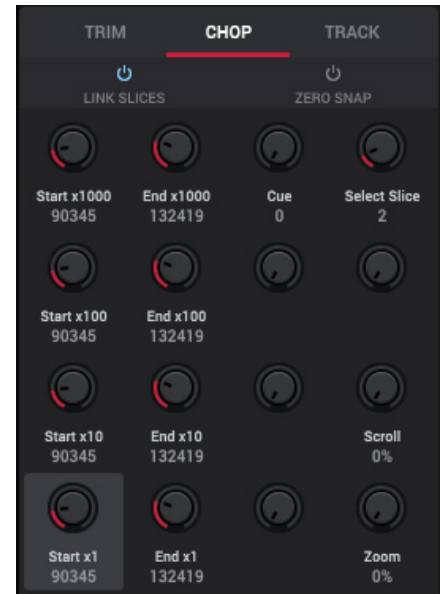 TRIM CHOP TRACK
LINK SLICES ZERO SNAP
Start x1000 End x1000 Cue Select Slice
90345 132419 0 2
Start x100 End x100
90345 132419
Start x10 End x10 Scroll
90345 132419 0%
Start x1 End x1 Zoom
90345 132419 0%